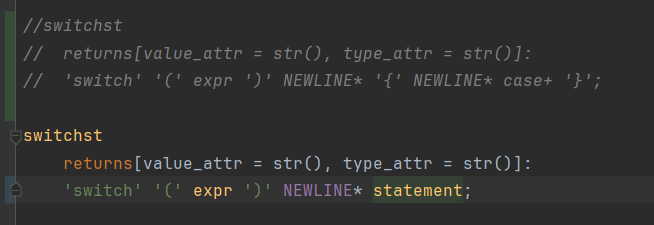 //switchst
//  returns[value_attr = str(), type_attr = str()]:
//  'switch' '(' expr ')' NEWLINE* '{' NEWLINE* case+ '}';
switchst
    returns[value_attr = str(), type_attr = str()]:
    'switch' '(' expr ')' NEWLINE* statement;